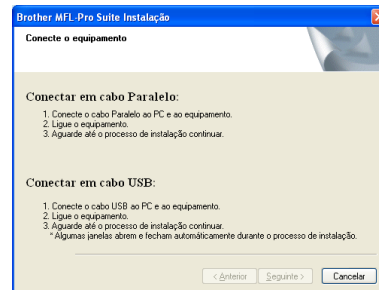 Brother MFL-Pro Suite Instalação
Conecte o equipamento
Conectar em cabo Paralelo:
1. Conecte o cabo Paralelo ao PC e ao equipamento.
2. Ligue o equipamento.
3. Aguarde até o processo de instalação continuar.
Conectar em cabo USB:
1. Conecte o cabo USB ao PC e ao equipamento.
2. Ligue o equipamento.
3. Aguarde até o processo de instalação continuar.
* Algumas janelas abrem e fecham automáticamente durante o processo de instalação.
< Anterior Seguinte > Cancelar